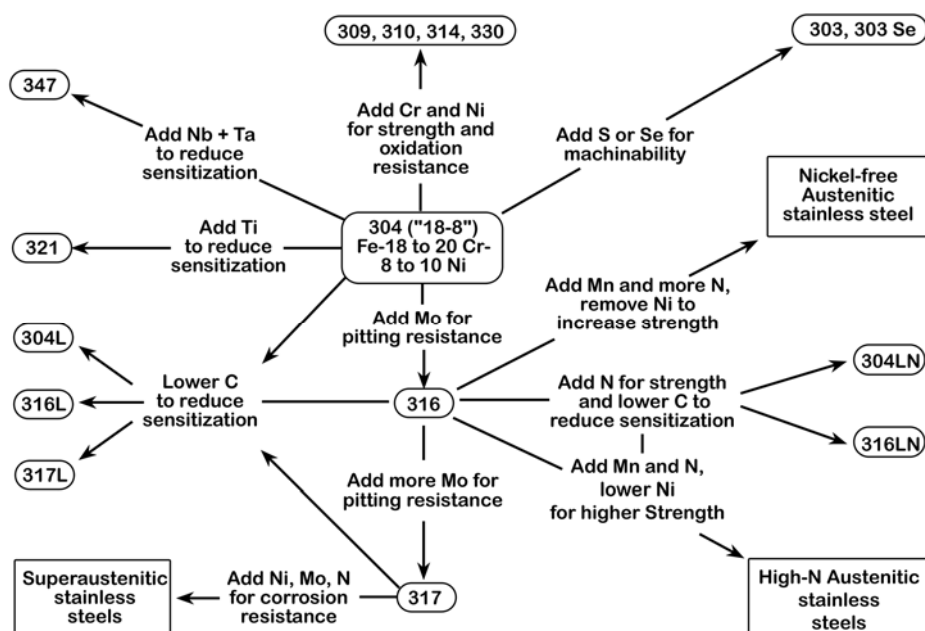 309, 310, 314, 330
303, 303 Se
347
Add Nb + Ta
to reduce
sensitization
Add Cr and Ni
for strength and
oxidation
resistance
Add S or Se for
machinability
Nickel-free
Austenitic
stainless steel
321
Add Ti
to reduce
sensitization
304 ("18-8")
Fe-18 to 20 Cr-
8 to 10 Ni
Add Mn and more N,
remove Ni to
increase strength
Add Mo for
pitting resistance
304L
316L
317L
Lower C
to reduce
sensitization
316
Add N for strength
and lower C to
reduce sensitization
304LN
316LN
Add more Mo for
pitting resistance
Add Mn and N,
lower Ni
for higher Strength
Superaustenitic
stainless
steels
Add Ni, Mo, N
for corrosion
resistance
317
High-N Austenitic
stainless
steels